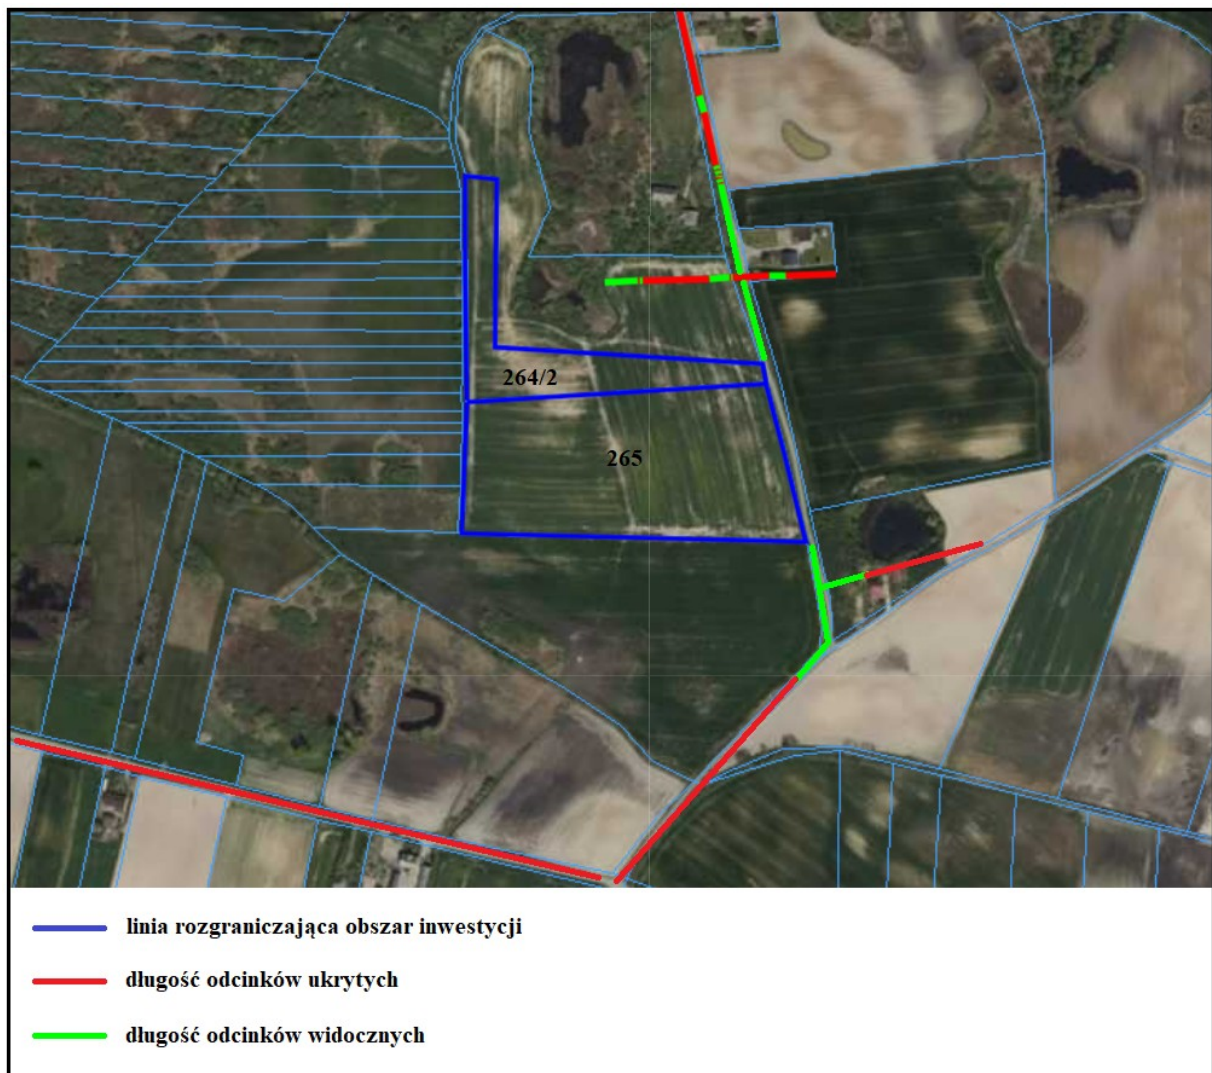 264/2
265
linia rozgraniczająca obszar inwestycji
długość odcinków ukrytych
długość odcinków widocznych